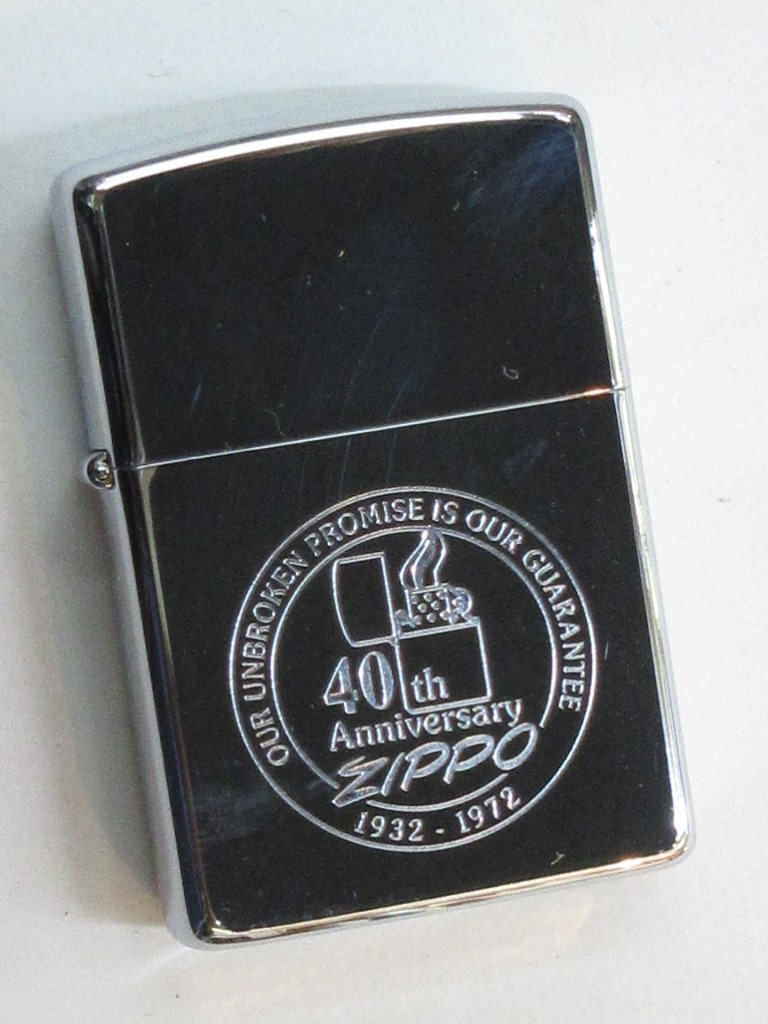 OUR UNBROKEN PROMISE IS OUR GUARANTEE
40th
Anniversary
ZIPPO
1932 - 1972